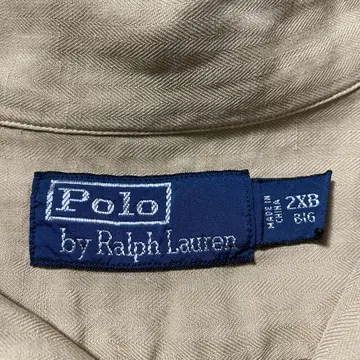 Polo
by Ralph Lauren
MADE IN
CHINA
2XB
BIG